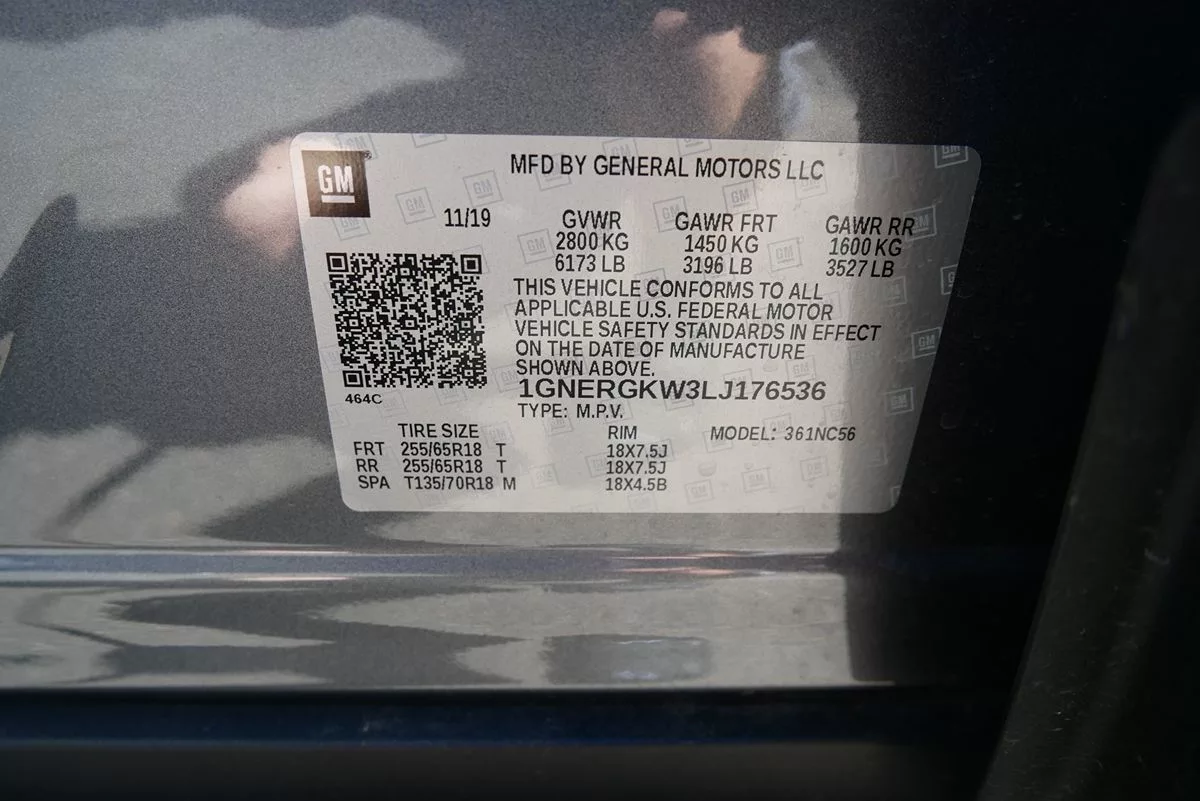 GM
MFD BY GENERAL MOTORS LLC
11/19 GVWR GAWR FRT GAWR RR
2800 KG 1450 KG 1600 KG
6173 LB 3196 LB 3527 LB
THIS VEHICLE CONFORMS TO ALL
APPLICABLE U.S. FEDERAL MOTOR
VEHICLE SAFETY STANDARDS IN EFFECT
ON THE DATE OF MANUFACTURE
SHOWN ABOVE.
464C
1GNERGKW3LJ176536
TYPE: M.P.V.
TIRE SIZE RIM MODEL: 361NC56
FRT 255/65R18 T 18X7.5J
RR 255/65R18 T 18X7.5J
SPA T135/70R18 M 18X4.5B